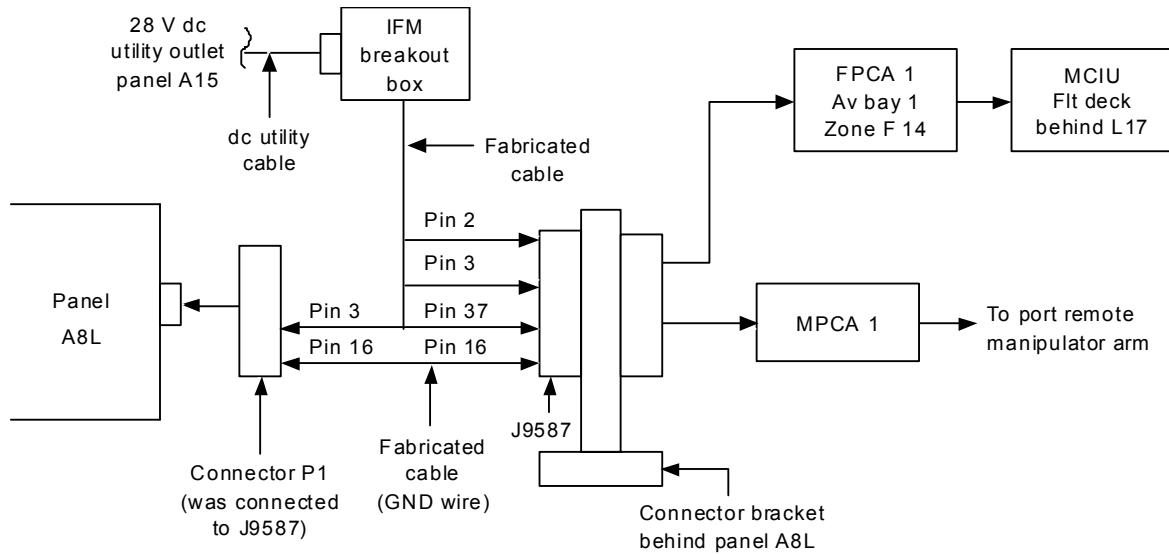 28 V dc
utility outlet
panel A15
IFM
breakout
box
dc utility
cable
Fabricated
cable
FPCA 1
Av bay 1
Zone F 14
MCIU
Flt deck
behind L17
Panel
A8L
Pin 2
Pin 3
Pin 3
Pin 37
Pin 16
Pin 16
MPCA 1
To port remote
manipulator arm
J9587
Connector P1
(was connected
to J9587)
Fabricated
cable
(GND wire)
Connector bracket
behind panel A8L